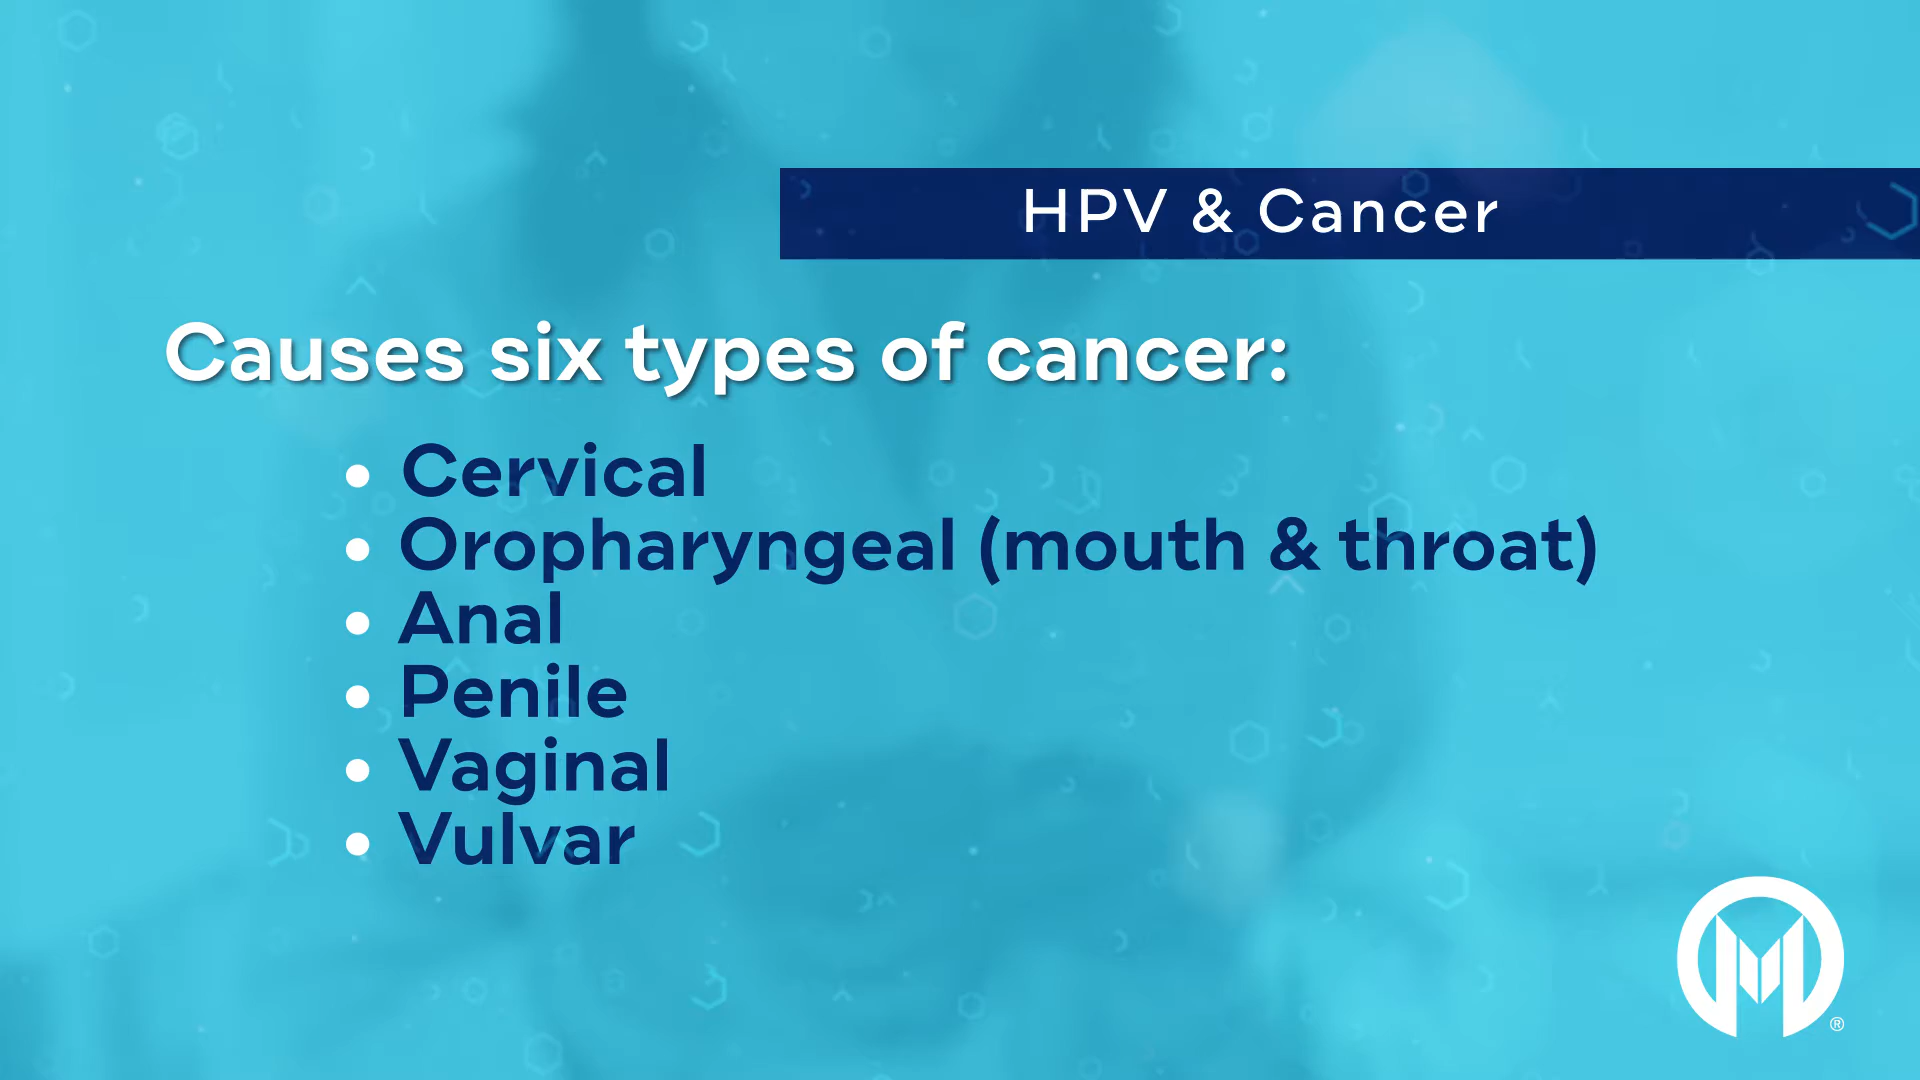 HPV & Cancer
Causes six types of cancer:
• Cervical
• Oropharyngeal (mouth & throat)
• Anal
• Penile
• Vaginal
• Vulvar
®